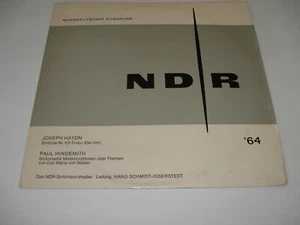 NORDDEUTSCHER RUNDFUNK
NDR
'64
JOSEPH HAYDN
Sinfonie Nr. 101 D-dur (Die Uhr)
PAUL HINDEMITH
Sinfonische Metamorphosen über Themen
von Carl Maria von Weber
Das NDR-Sinfonieorchester Leitung: HANS SCHMIDT-ISSERSTEDT